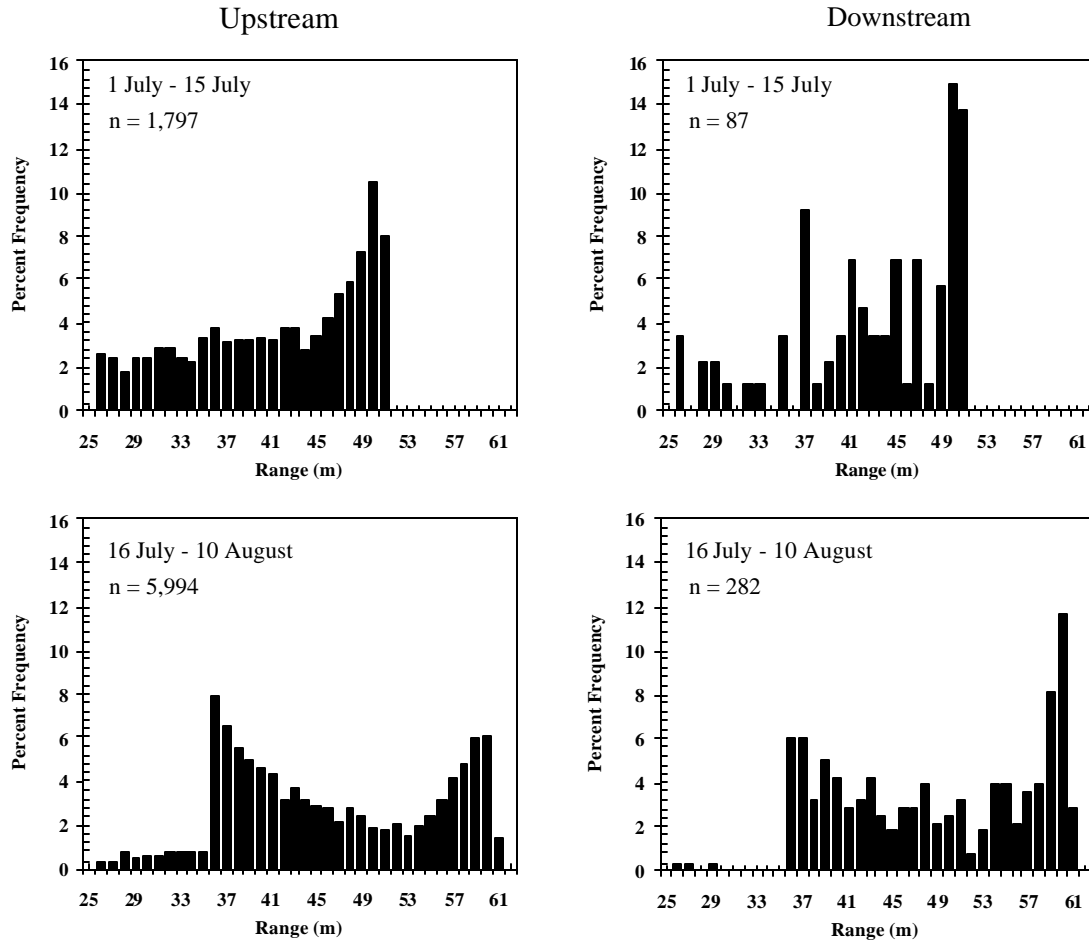 Upstream
Downstream
1 July - 15 July
n = 1,797
Percent Frequency
16
14
12
10
8
6
4
2
0
25 29 33 37 41 45 49 53 57 61
Range (m)
1 July - 15 July
n = 87
Percent Frequency
16
14
12
10
8
6
4
2
0
25 29 33 37 41 45 49 53 57 61
Range (m)
16 July - 10 August
n = 5,994
Percent Frequency
16
14
12
10
8
6
4
2
0
25 29 33 37 41 45 49 53 57 61
Range (m)
16 July - 10 August
n = 282
Percent Frequency
16
14
12
10
8
6
4
2
0
25 29 33 37 41 45 49 53 57 61
Range (m)